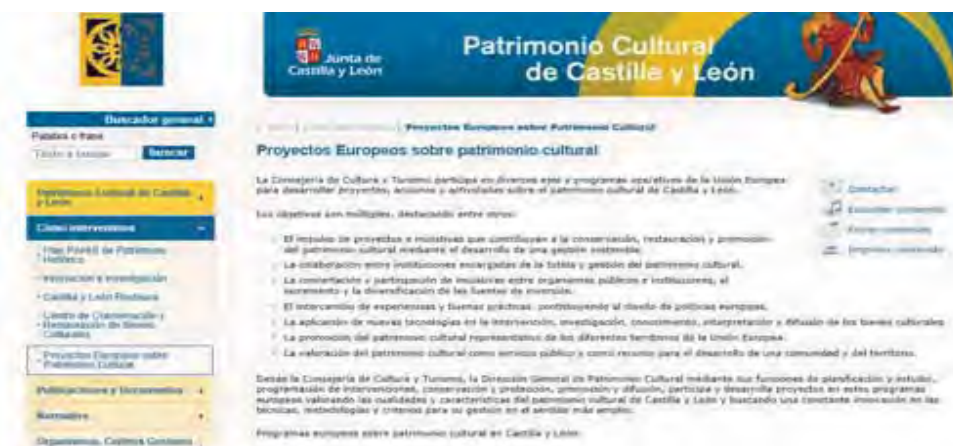 Junta de
Castilla y León
Patrimonio Cultural
de Castilla y León
Buscador general
Palabra o frase
Texto a buscar
Buscar
Patrimonio Cultural de Castilla
y León
Cómo intervenimos
Plan PAHIS de Patrimonio
Histórico
Innovación e Investigación
Castilla y León Restaura
Centro de Conservación y
Restauración de Bienes
Culturales
Proyectos Europeos sobre
Patrimonio Cultural
Publicaciones y Documentos
Normativa
Organismos, Centros Gestores
Proyectos Europeos sobre Patrimonio Cultural
Proyectos Europeos sobre patrimonio cultural
La Consejería de Cultura y Turismo participa en diversos ejes y programas operativos de la Unión Europea
para desarrollar proyectos, acciones y actividades sobre el patrimonio cultural de Castilla y León.
Los objetivos son múltiples, destacando entre otros:
El impulso de proyectos e iniciativas que contribuyan a la conservación, restauración y promoción
del patrimonio cultural mediante el desarrollo de una gestión sostenible.
La colaboración entre instituciones encargadas de la tutela y gestión del patrimonio cultural.
La concertación y participación de iniciativas entre organismos públicos e instituciones, el
incremento y la diversificación de las fuentes de inversión.
El intercambio de experiencias y buenas prácticas, contribuyendo al diseño de políticas europeas.
La aplicación de nuevas tecnologías en la intervención, investigación, conocimiento, interpretación y difusión de los bienes culturales
La promoción del patrimonio cultural representativo de los diferentes territorios de la Unión Europea.
La valoración del patrimonio cultural como servicio público y como recurso para el desarrollo de una comunidad y del territorio.
Desde la Consejería de Cultura y Turismo, la Dirección General de Patrimonio Cultural mediante sus funciones de planificación y estudio,
programación de intervenciones, conservación y protección, promoción y difusión, participa y desarrolla proyectos en estos programas
europeos valorando las cualidades y características del patrimonio cultural de Castilla y León y buscando una constante innovación en las
técnicas, metodologías y criterios para su gestión en el sentido más amplio.
Programas europeos sobre patrimonio cultural en Castilla y León:
Contactar
Escuchar contenido
Enviar contenido
Imprimir contenido